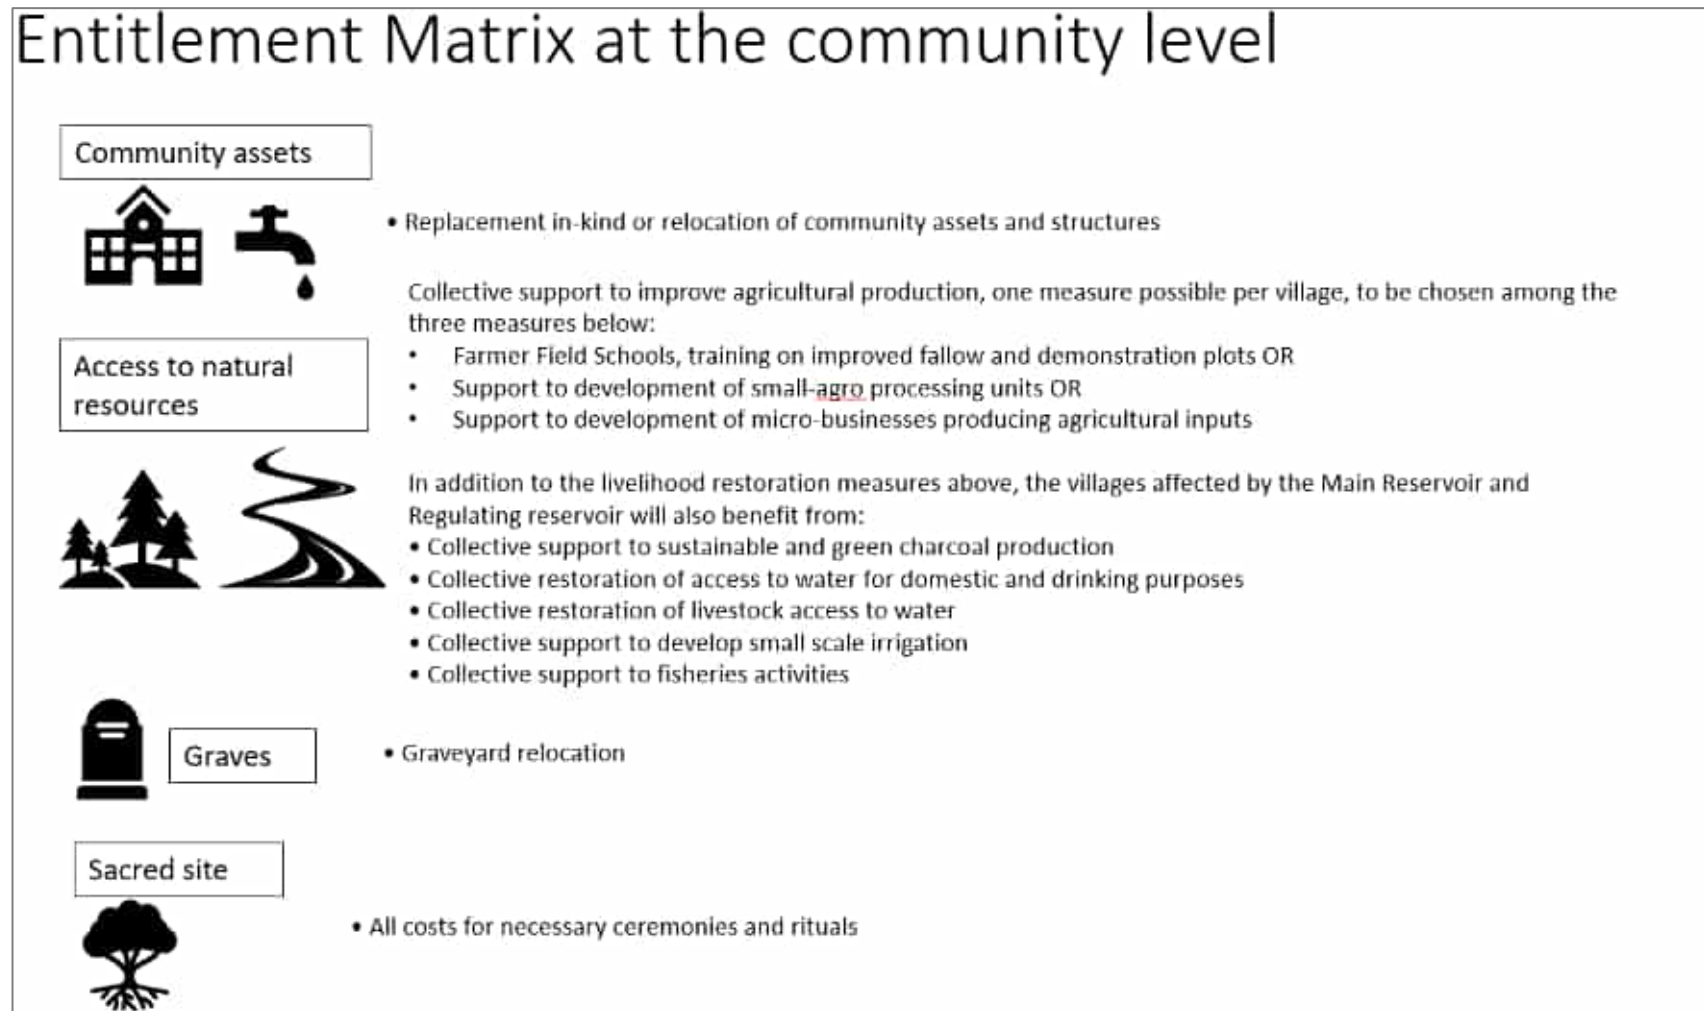 Entitlement Matrix at the community level
Community assets
• Replacement in-kind or relocation of community assets and structures
Access to natural
resources
Collective support to improve agricultural production, one measure possible per village, to be chosen among the
three measures below:
• Farmer Field Schools, training on improved fallow and demonstration plots OR
• Support to development of small-agro processing units OR
• Support to development of micro-businesses producing agricultural inputs
In addition to the livelihood restoration measures above, the villages affected by the Main Reservoir and
Regulating reservoir will also benefit from:
• Collective support to sustainable and green charcoal production
• Collective restoration of access to water for domestic and drinking purposes
• Collective restoration of livestock access to water
• Collective support to develop small scale irrigation
• Collective support to fisheries activities
Graves
• Graveyard relocation
Sacred site
• All costs for necessary ceremonies and rituals